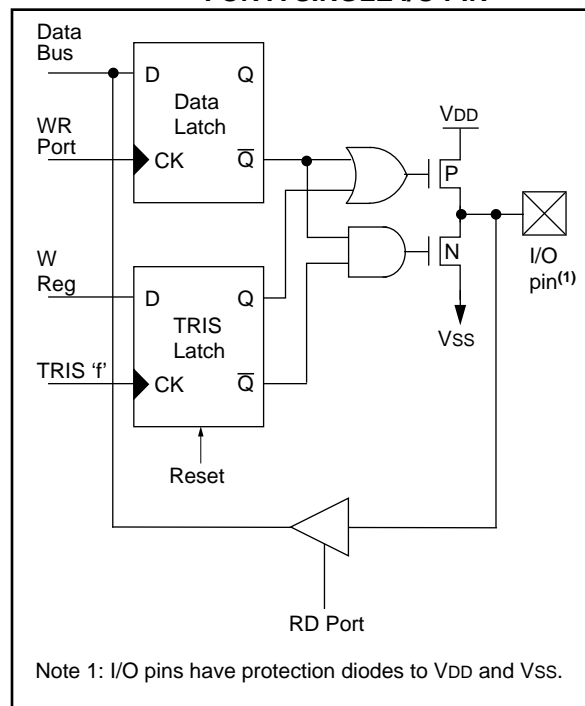 Data
Bus
D
Q
Data
Latch
WR
Port
CK
Q
VDD
P
N
I/O
pin(1)
VSS
W
Reg
D
Q
TRIS
Latch
TRIS 'f'
CK
Q
Reset
RD Port
Note 1: I/O pins have protection diodes to VDD and VSS.